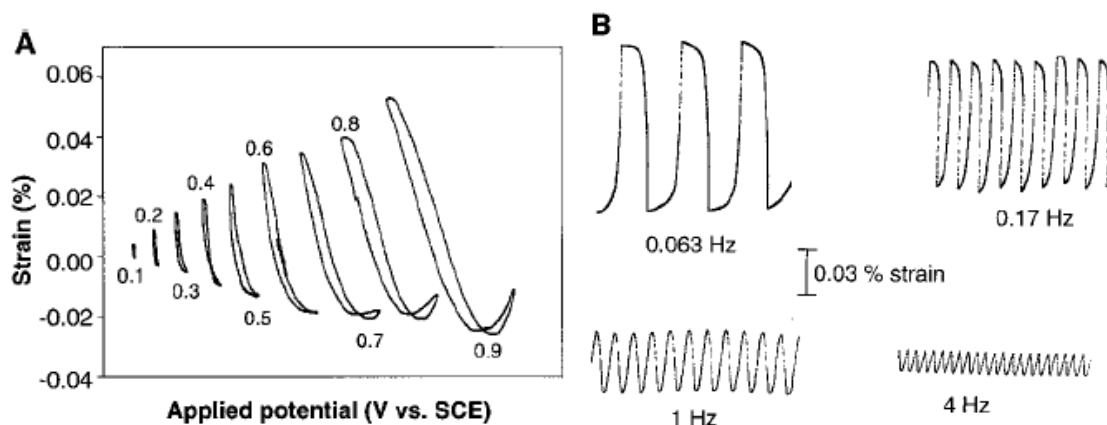 A
Strain (%)
0.06
0.04
0.02
0.00
-0.02
-0.04
0.1
0.2
0.3
0.4
0.5
0.6
0.7
0.8
0.9
Applied potential (V vs. SCE)
B
0.063 Hz
0.17 Hz
0.03 % strain
1 Hz
4 Hz